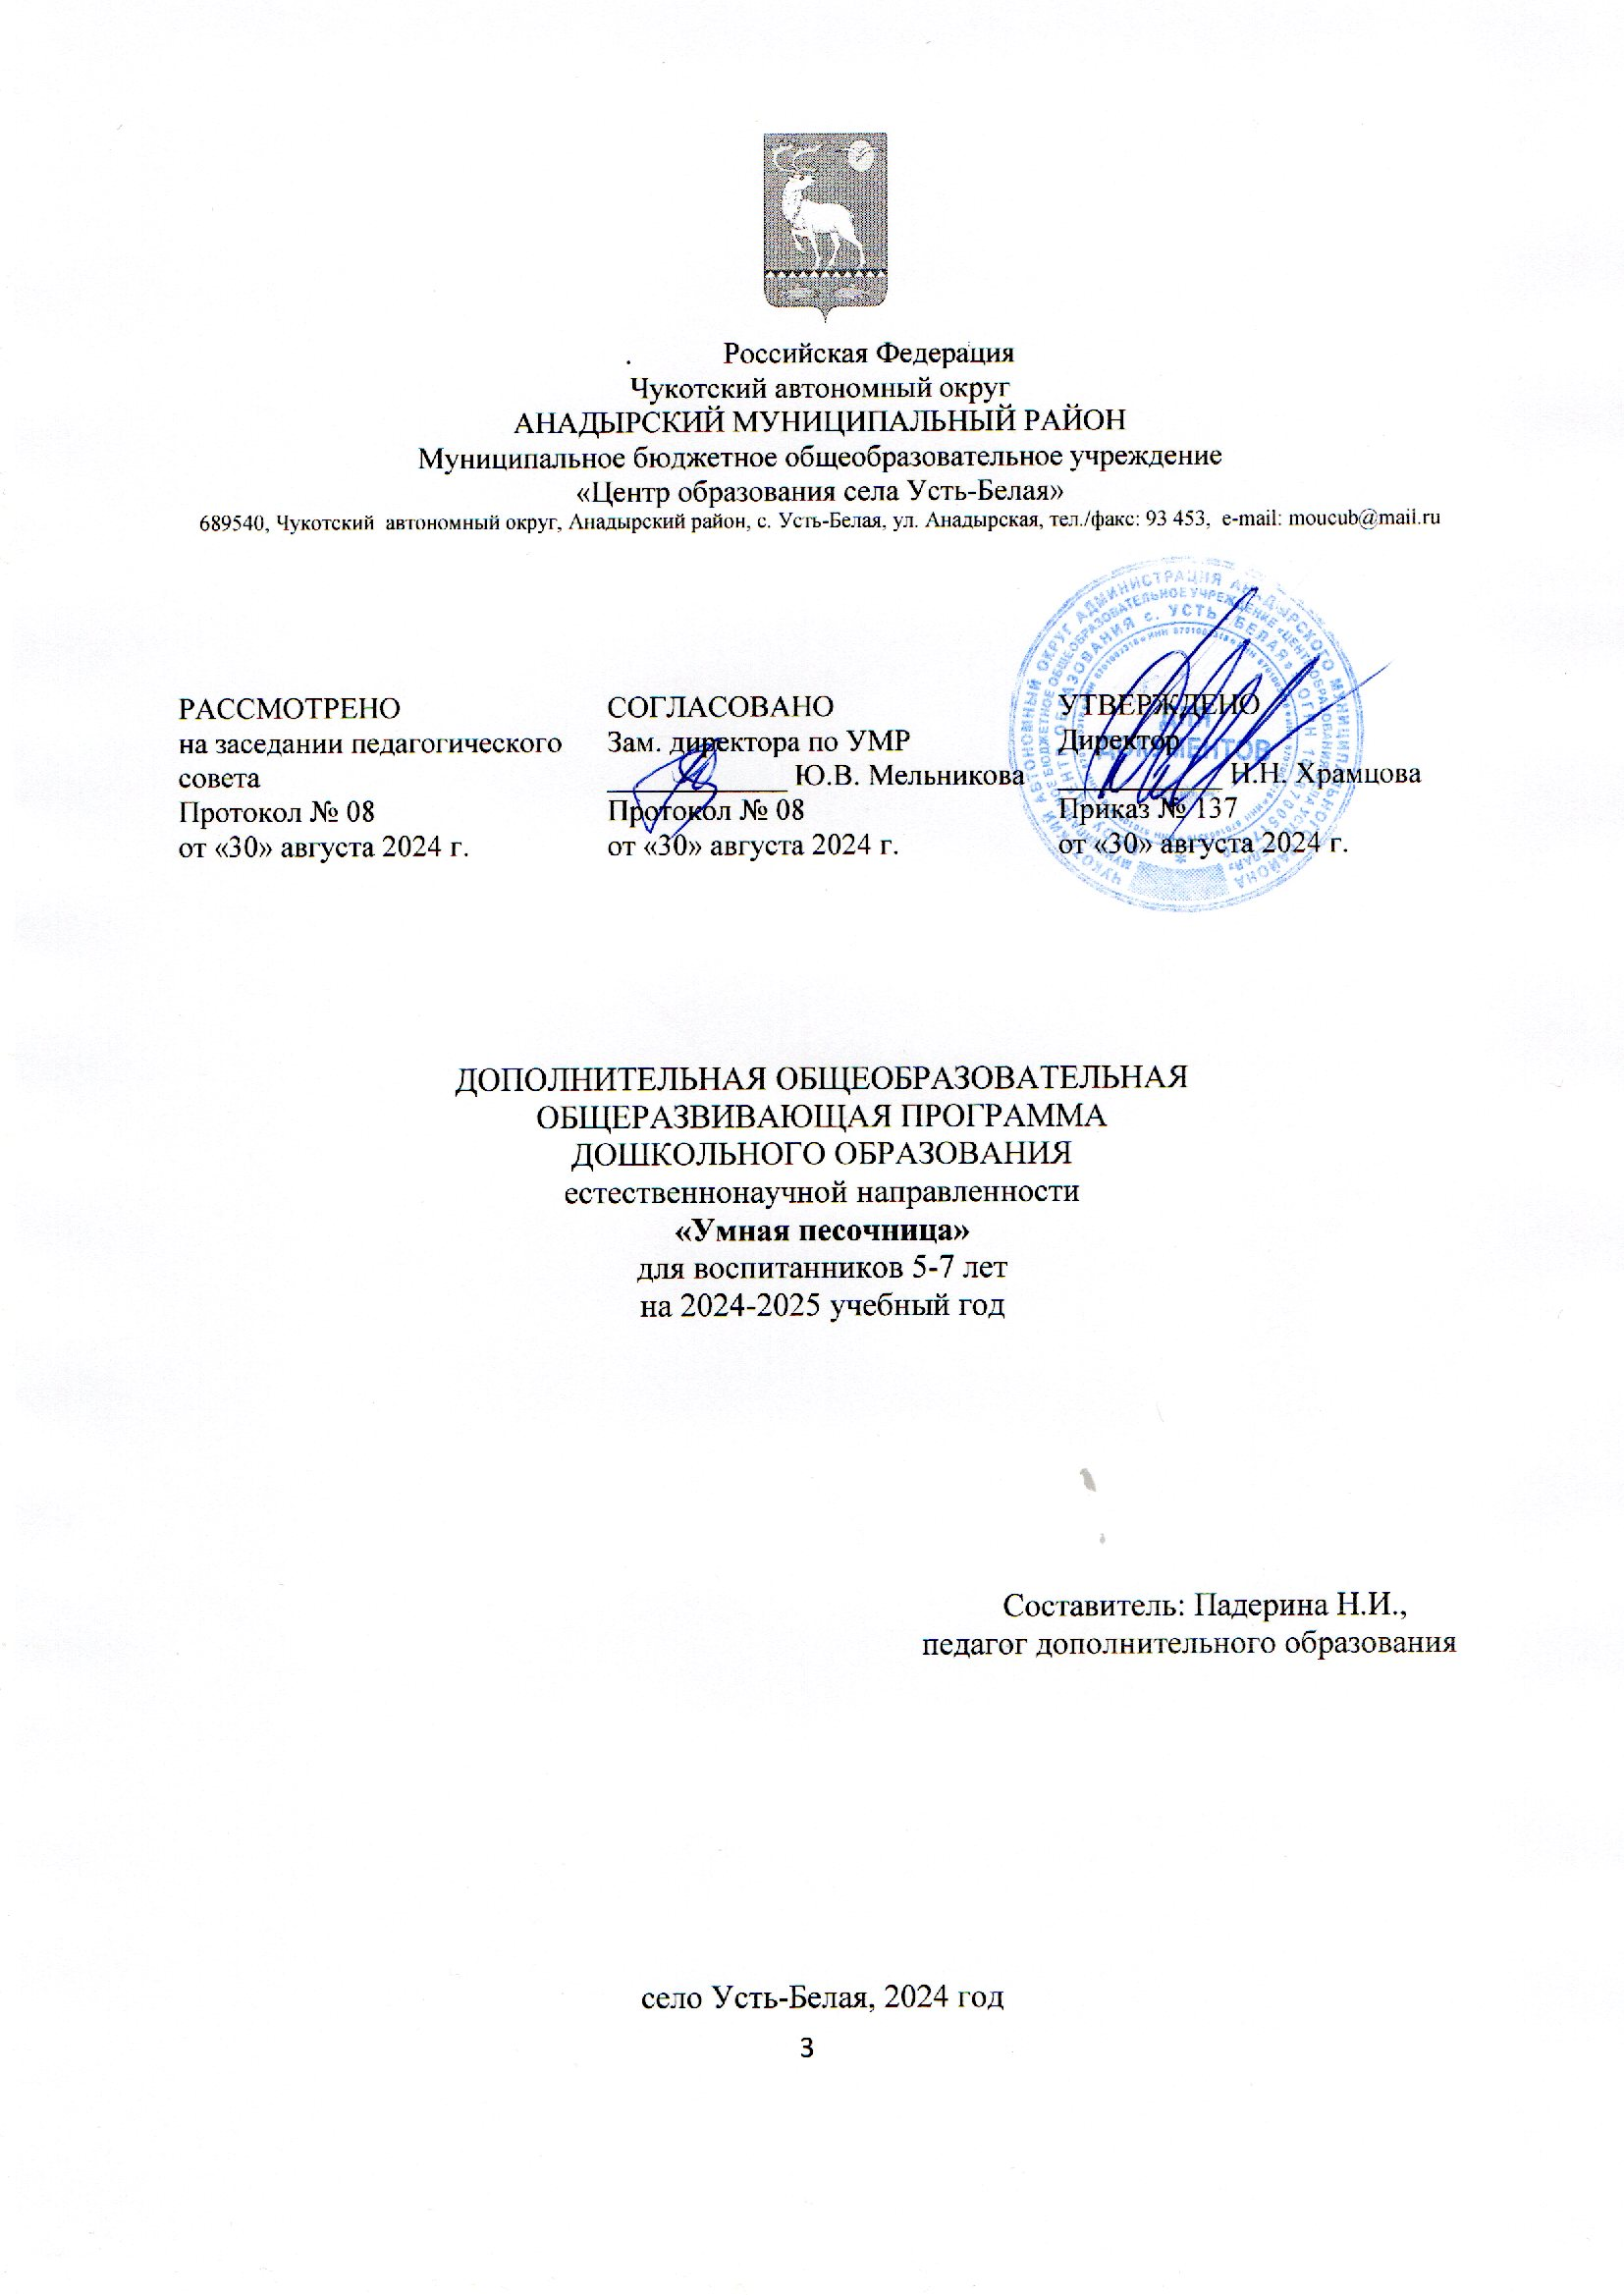 . Российская Федерация
Чукотский автономный округ
АНАДЫРСКИЙ МУНИЦИПАЛЬНЫЙ РАЙОН
Муниципальное бюджетное общеобразовательное учреждение
«Центр образования села Усть-Белая»
689540, Чукотский автономный округ, Анадырский район, с. Усть-Белая, ул. Анадырская, тел./факс: 93 453, e-mail: moucub@mail.ru
РАССМОТРЕНО
на заседании педагогического
совета
Протокол № 08
от «30» августа 2024 г.
СОГЛАСОВАНО
Зам. директора по УМР
____________ Ю.В. Мельникова
Протокол № 08
от «30» августа 2024 г.
УТВЕРЖДЕНО
Директор
___________ Н.Н. Храмцова
Приказ № 137
от «30» августа 2024 г.
ДОКУМЕНТОВ
ДОПОЛНИТЕЛЬНАЯ ОБЩЕОБРАЗОВАТЕЛЬНАЯ
ОБЩЕРАЗВИВАЮЩАЯ ПРОГРАММА
ДОШКОЛЬНОГО ОБРАЗОВАНИЯ
естественнонаучной направленности
«Умная песочница»
для воспитанников 5-7 лет
на 2024-2025 учебный год
Составитель: Падерина Н.И.,
педагог дополнительного образования
село Усть-Белая, 2024 год
3